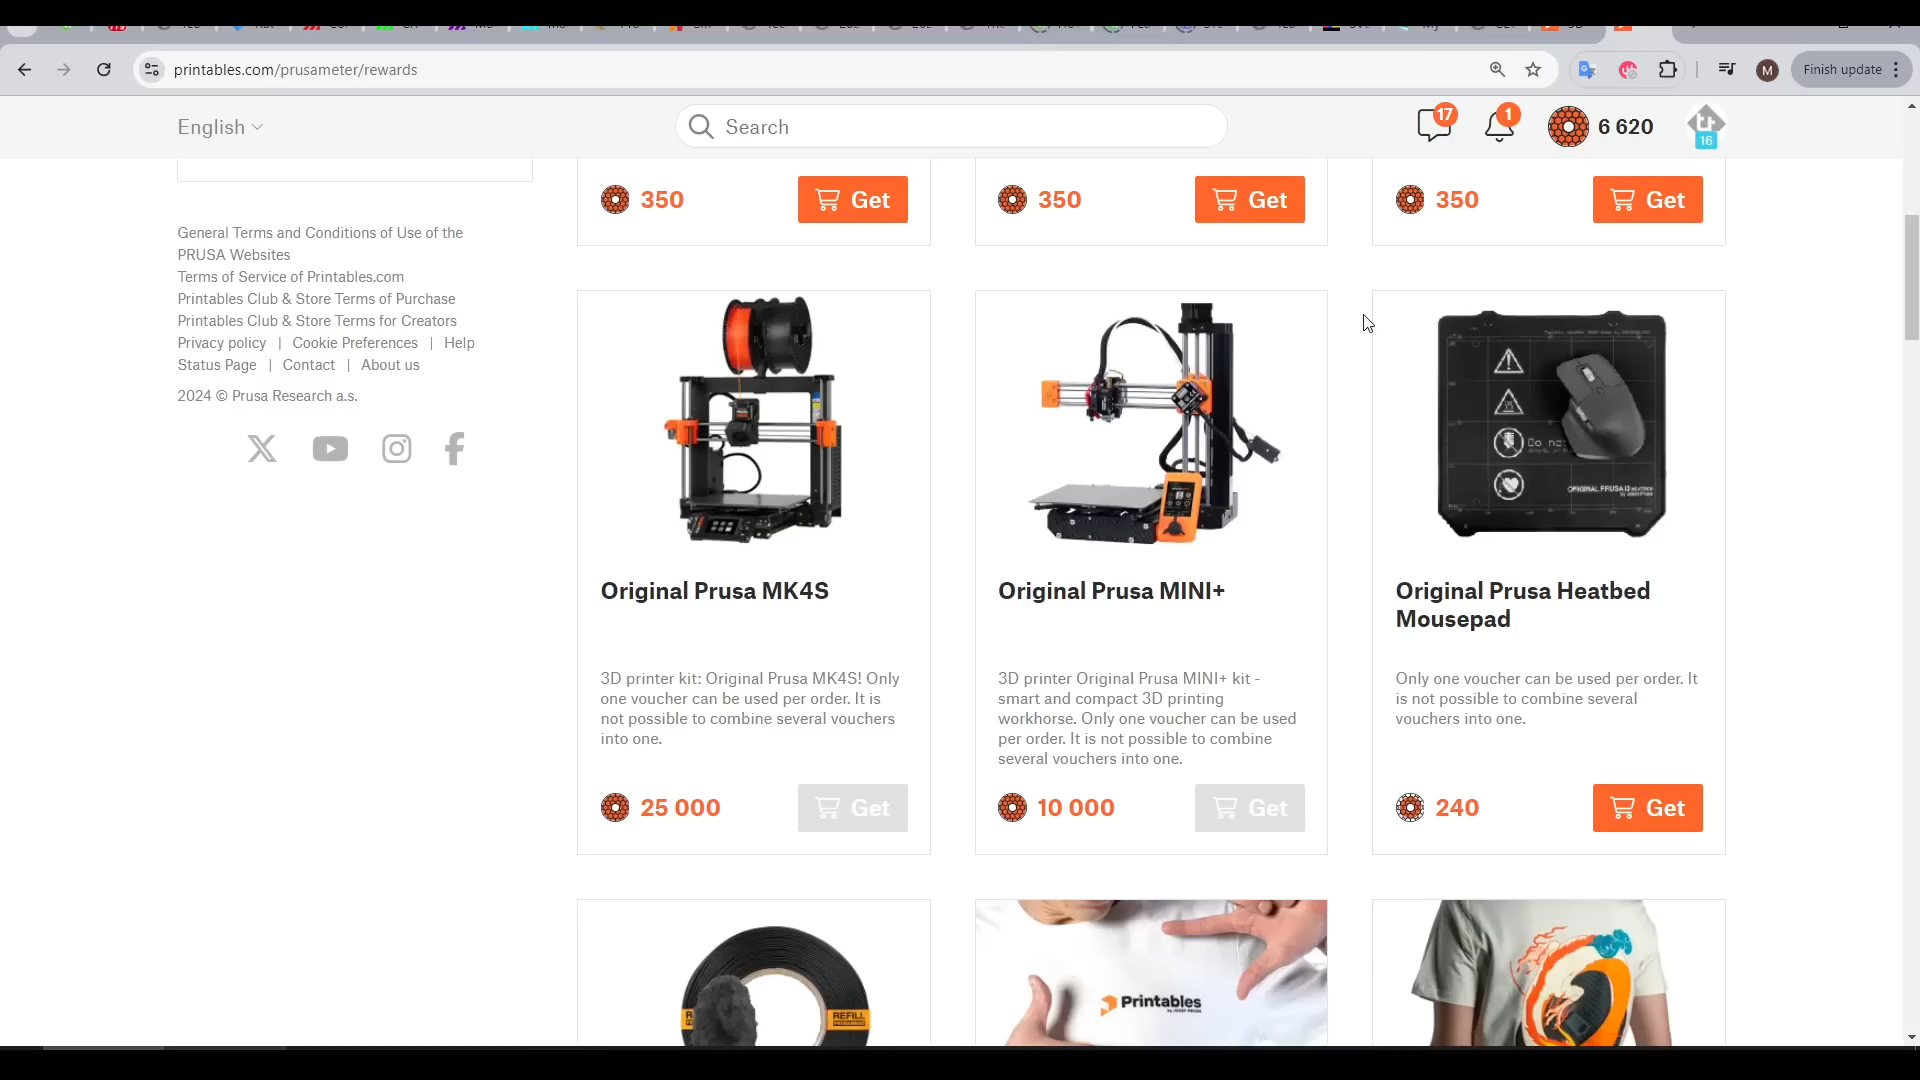 printables.com/prusameter/rewards
M
Finish update
English
Search
17
1
6 620
16
350
Get
350
Get
350
Get
General Terms and Conditions of Use of the
PRUSA Websites
Terms of Service of Printables.com
Printables Club & Store Terms of Purchase
Printables Club & Store Terms for Creators
Privacy policy | Cookie Preferences | Help
Status Page | Contact | About us
2024 © Prusa Research a.s.
Original Prusa MK4S
3D printer kit: Original Prusa MK4S! Only
one voucher can be used per order. It is
not possible to combine several vouchers
into one.
25 000
Get
Original Prusa MINI+
3D printer Original Prusa MINI+ kit -
smart and compact 3D printing
workhorse. Only one voucher can be used
per order. It is not possible to combine
several vouchers into one.
10 000
Get
Do no
ORIGINAL PRUSA i3
Original Prusa Heatbed
Mousepad
Only one voucher can be used per order. It
is not possible to combine several
vouchers into one.
240
Get
REFILL
Printables
by JOSEF PRUSA